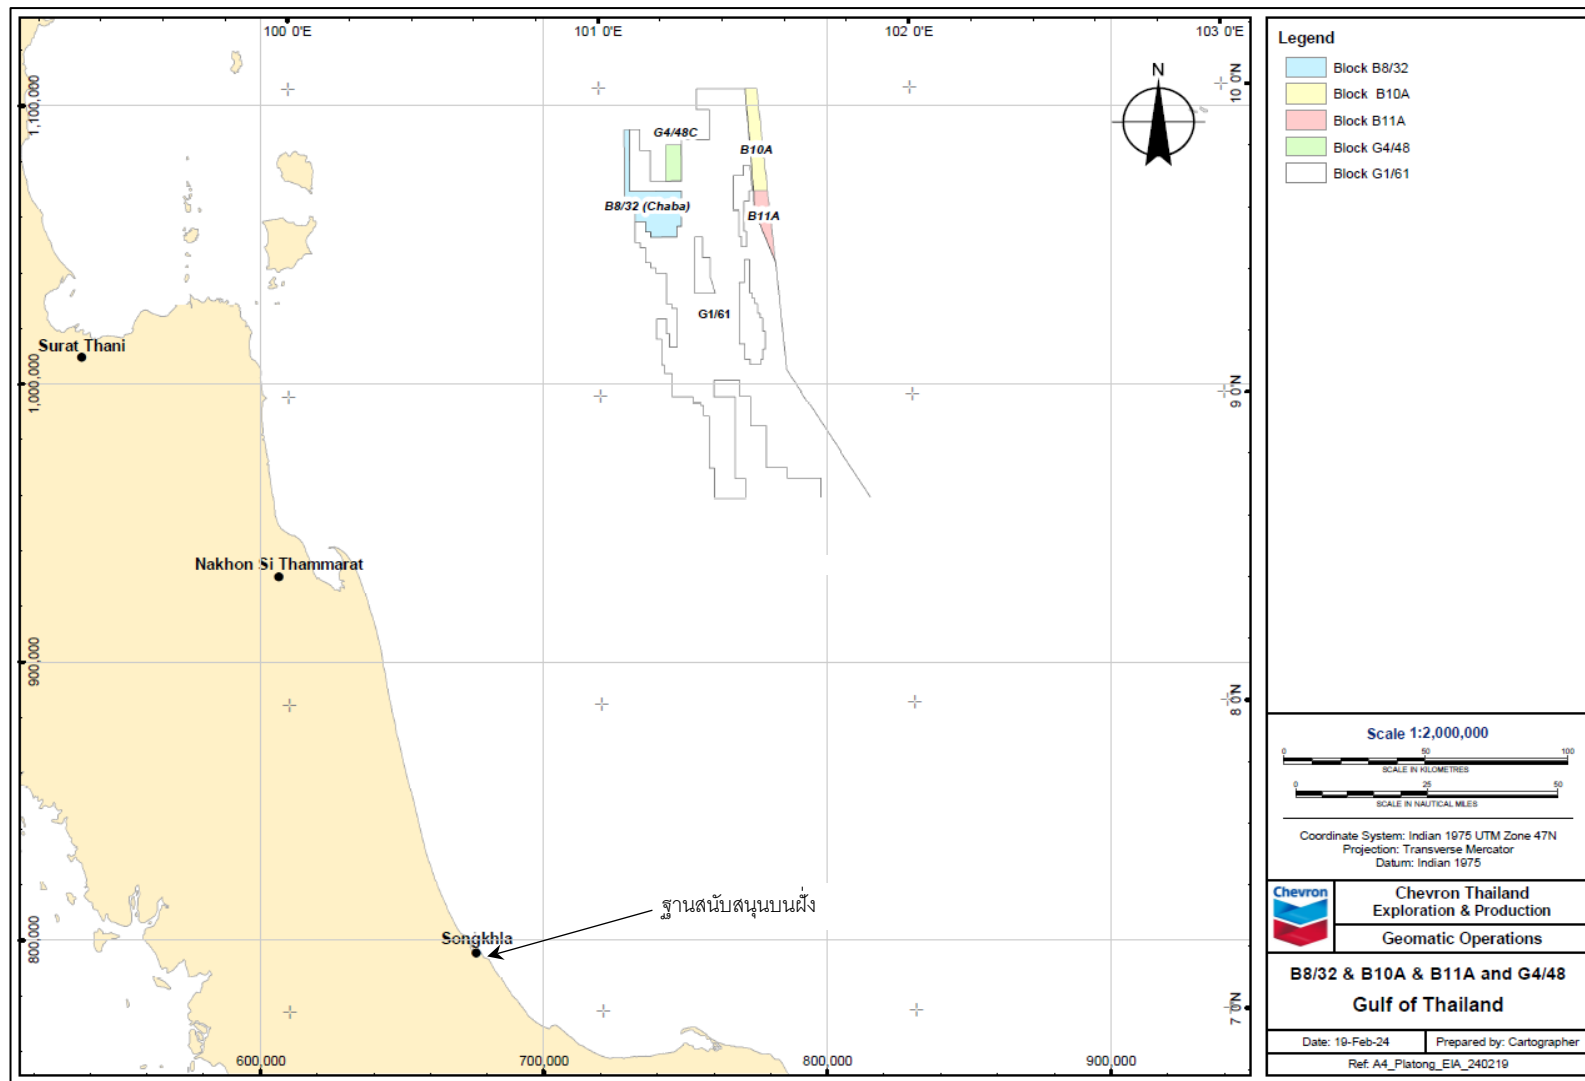 100 0'E
101 0'E
102 0'E
103 0'E
1,100,000
10 0'N
G4/48C
B10A
B8/32 (Chaba)
B11A
G1/61
Surat Thani
1,000,000
9 0'N
Nakhon Si Thammarat
900,000
8 0'N
ฐานสนับสนุนบนฝั่ง
Songkhla
800,000
7 0'N
600,000
700,000
800,000
900,000
N
Legend
Block B8/32
Block B10A
Block B11A
Block G4/48
Block G1/61
Scale 1:2,000,000
0 50 100
SCALE IN KILOMETRES
0 25 50
SCALE IN NAUTICAL MILES
Coordinate System: Indian 1975 UTM Zone 47N
Projection: Transverse Mercator
Datum: Indian 1975
Chevron
Chevron Thailand
Exploration & Production
Geomatic Operations
B8/32 & B10A & B11A and G4/48
Gulf of Thailand
Date: 19-Feb-24
Prepared by: Cartographer
Ref: A4_Platong_EIA_240219